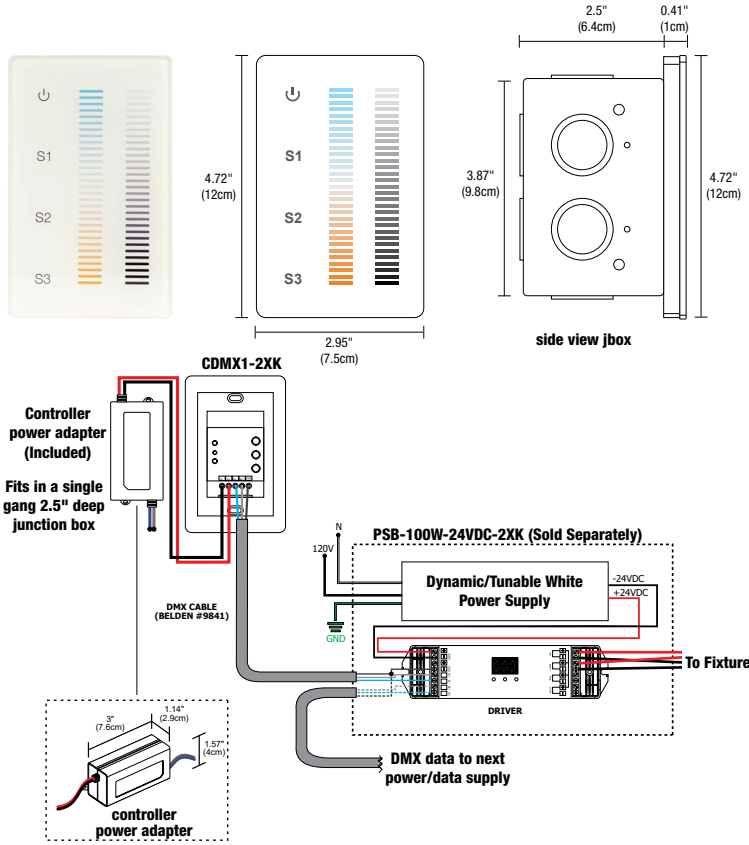 2.5"
(6.4cm)
0.41"
(1cm)
S1
S2
S3
4.72"
(12cm)
S1
S2
S3
2.95"
(7.5cm)
3.87"
(9.8cm)
4.72"
(12cm)
side view jbox
CDMX1-2XK
Controller
power adapter
(Included)
Fits in a single
gang 2.5" deep
junction box
DMX CABLE
(BELDEN #9841)
N
120V
GND
PSB-100W-24VDC-2XK (Sold Separately)
Dynamic/Tunable White
Power Supply
-24VDC
+24VDC
To Fixture
DRIVER
DMX data to next
power/data supply
3"
(7.6cm)
1.14"
(2.9cm)
1.57"
(4cm)
controller
power adapter